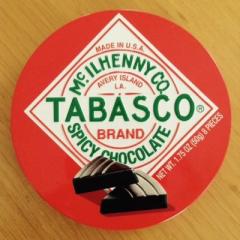 MADE IN U.S.A.
McILHENNY CO.
AVERY ISLAND
LA.
TABASCO®
BRAND
SPICY CHOCOLATE
NET WT. 1.75 OZ (50g) 8 PIECES